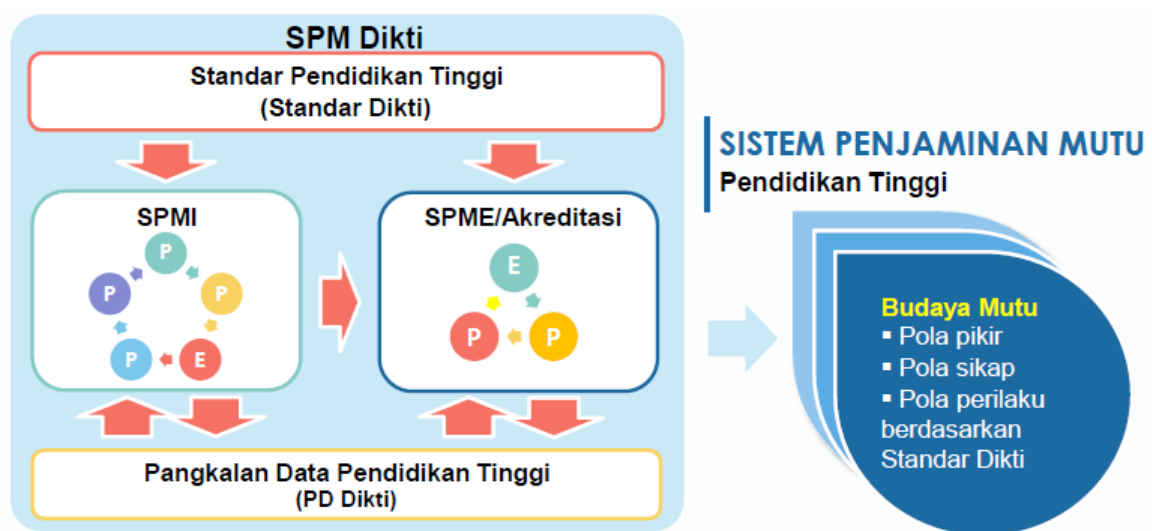 SPM Dikti
Standar Pendidikan Tinggi
(Standar Dikti)
SPMI
P
P
P
P
E
SPME/Akreditasi
E
P
P
Pangkalan Data Pendidikan Tinggi
(PD Dikti)
SISTEM PENJAMINAN MUTU
Pendidikan Tinggi
Budaya Mutu
▪ Pola pikir
▪ Pola sikap
▪ Pola perilaku
berdasarkan
Standar Dikti